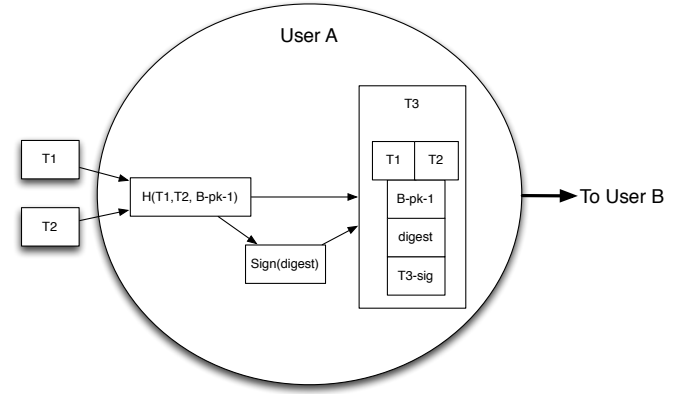 User A
T3
T1
T1
T2
H(T1,T2, B-pk-1)
B-pk-1
To User B
T2
digest
Sign(digest)
T3-sig